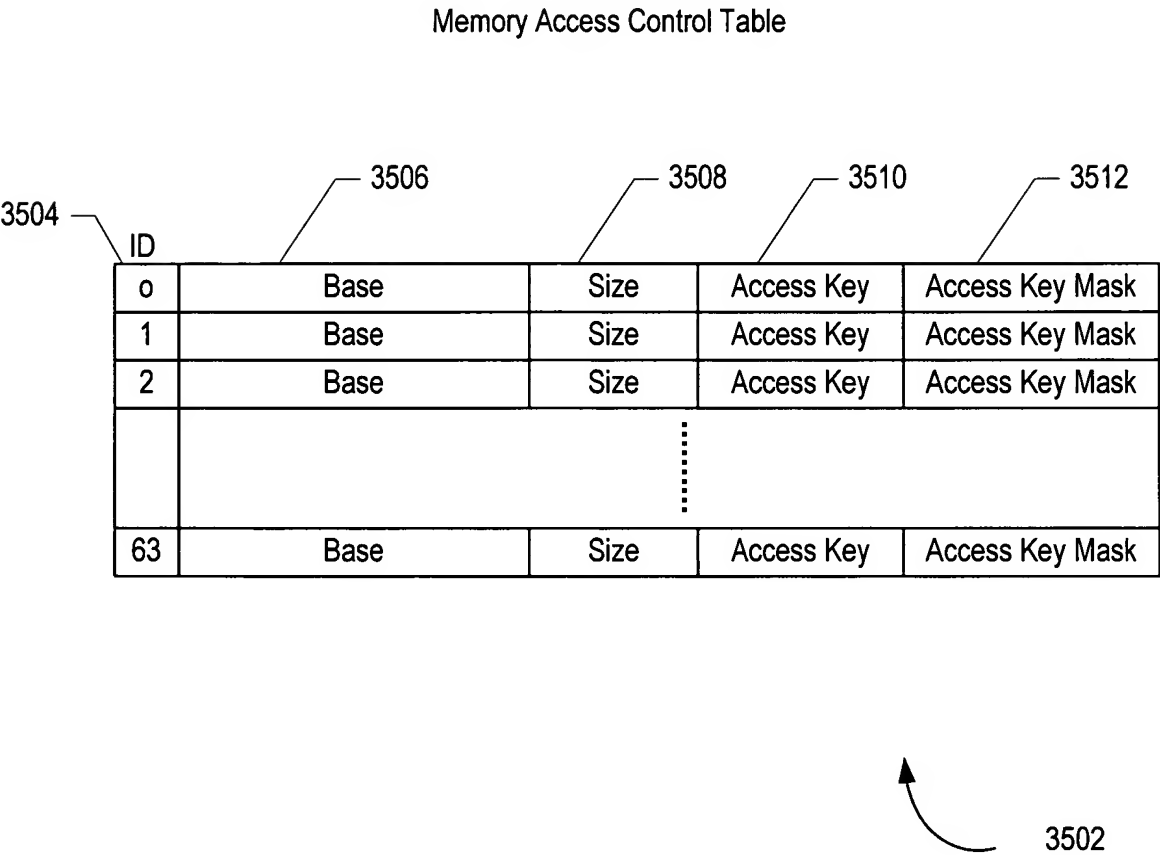 Memory Access Control Table
3506 3508 3510 3512
3504
ID
o Base Size Access Key Access Key Mask
1 Base Size Access Key Access Key Mask
2 Base Size Access Key Access Key Mask
63 Base Size Access Key Access Key Mask
3502